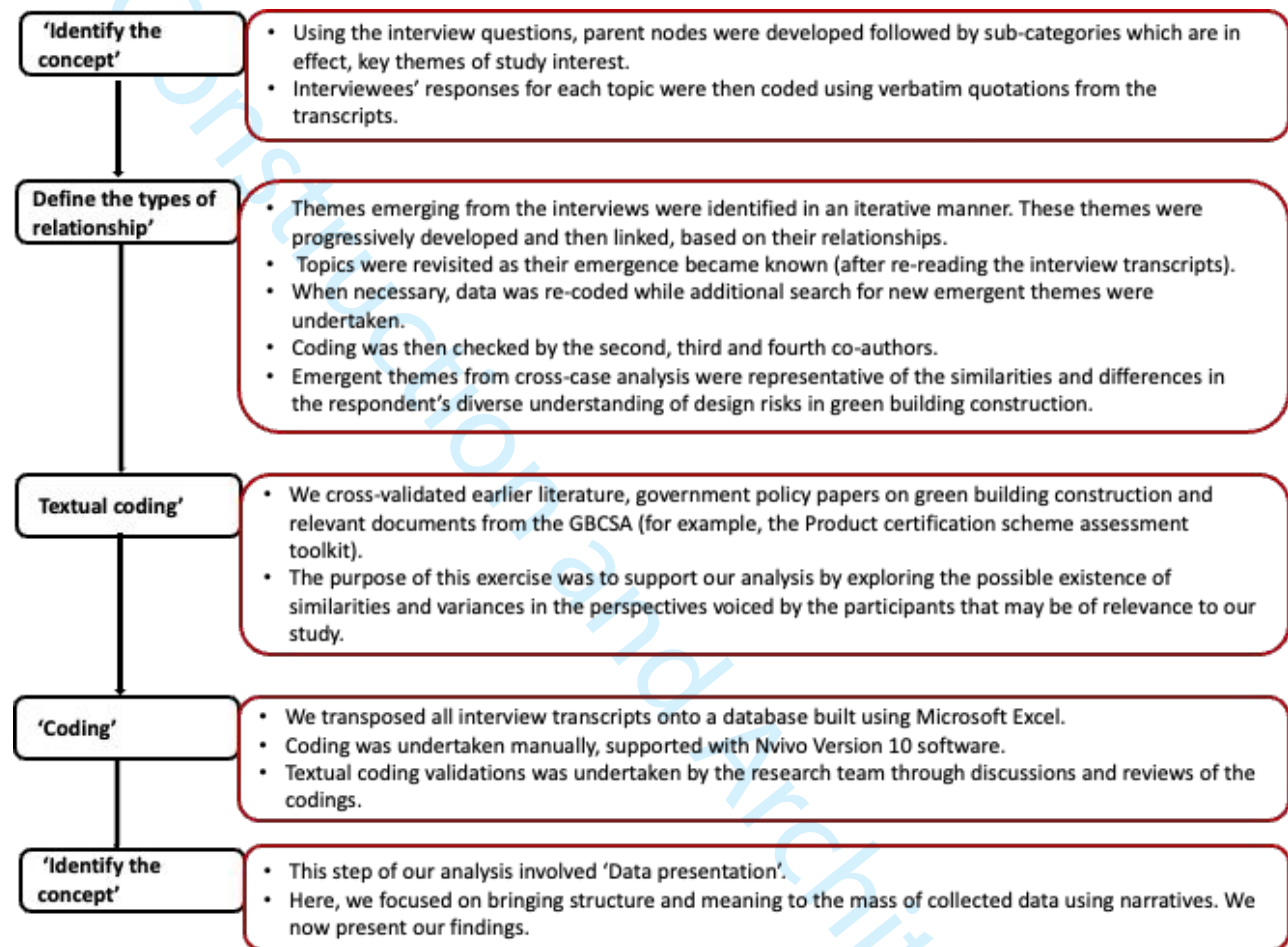 ‘Identify the
concept’
• Using the interview questions, parent nodes were developed followed by sub-categories which are in
effect, key themes of study interest.
• Interviewees’ responses for each topic were then coded using verbatim quotations from the
transcripts.
Define the types of
relationship’
• Themes emerging from the interviews were identified in an iterative manner. These themes were
progressively developed and then linked, based on their relationships.
• Topics were revisited as their emergence became known (after re-reading the interview transcripts).
• When necessary, data was re-coded while additional search for new emergent themes were
undertaken.
• Coding was then checked by the second, third and fourth co-authors.
• Emergent themes from cross-case analysis were representative of the similarities and differences in
the respondent’s diverse understanding of design risks in green building construction.
Textual coding’
• We cross-validated earlier literature, government policy papers on green building construction and
relevant documents from the GBCSA (for example, the Product certification scheme assessment
toolkit).
• The purpose of this exercise was to support our analysis by exploring the possible existence of
similarities and variances in the perspectives voiced by the participants that may be of relevance to our
study.
‘Coding’
• We transposed all interview transcripts onto a database built using Microsoft Excel.
• Coding was undertaken manually, supported with Nvivo Version 10 software.
• Textual coding validations was undertaken by the research team through discussions and reviews of the
codings.
‘Identify the
concept’
• This step of our analysis involved ‘Data presentation’.
• Here, we focused on bringing structure and meaning to the mass of collected data using narratives. We
now present our findings.
Construction and Archit